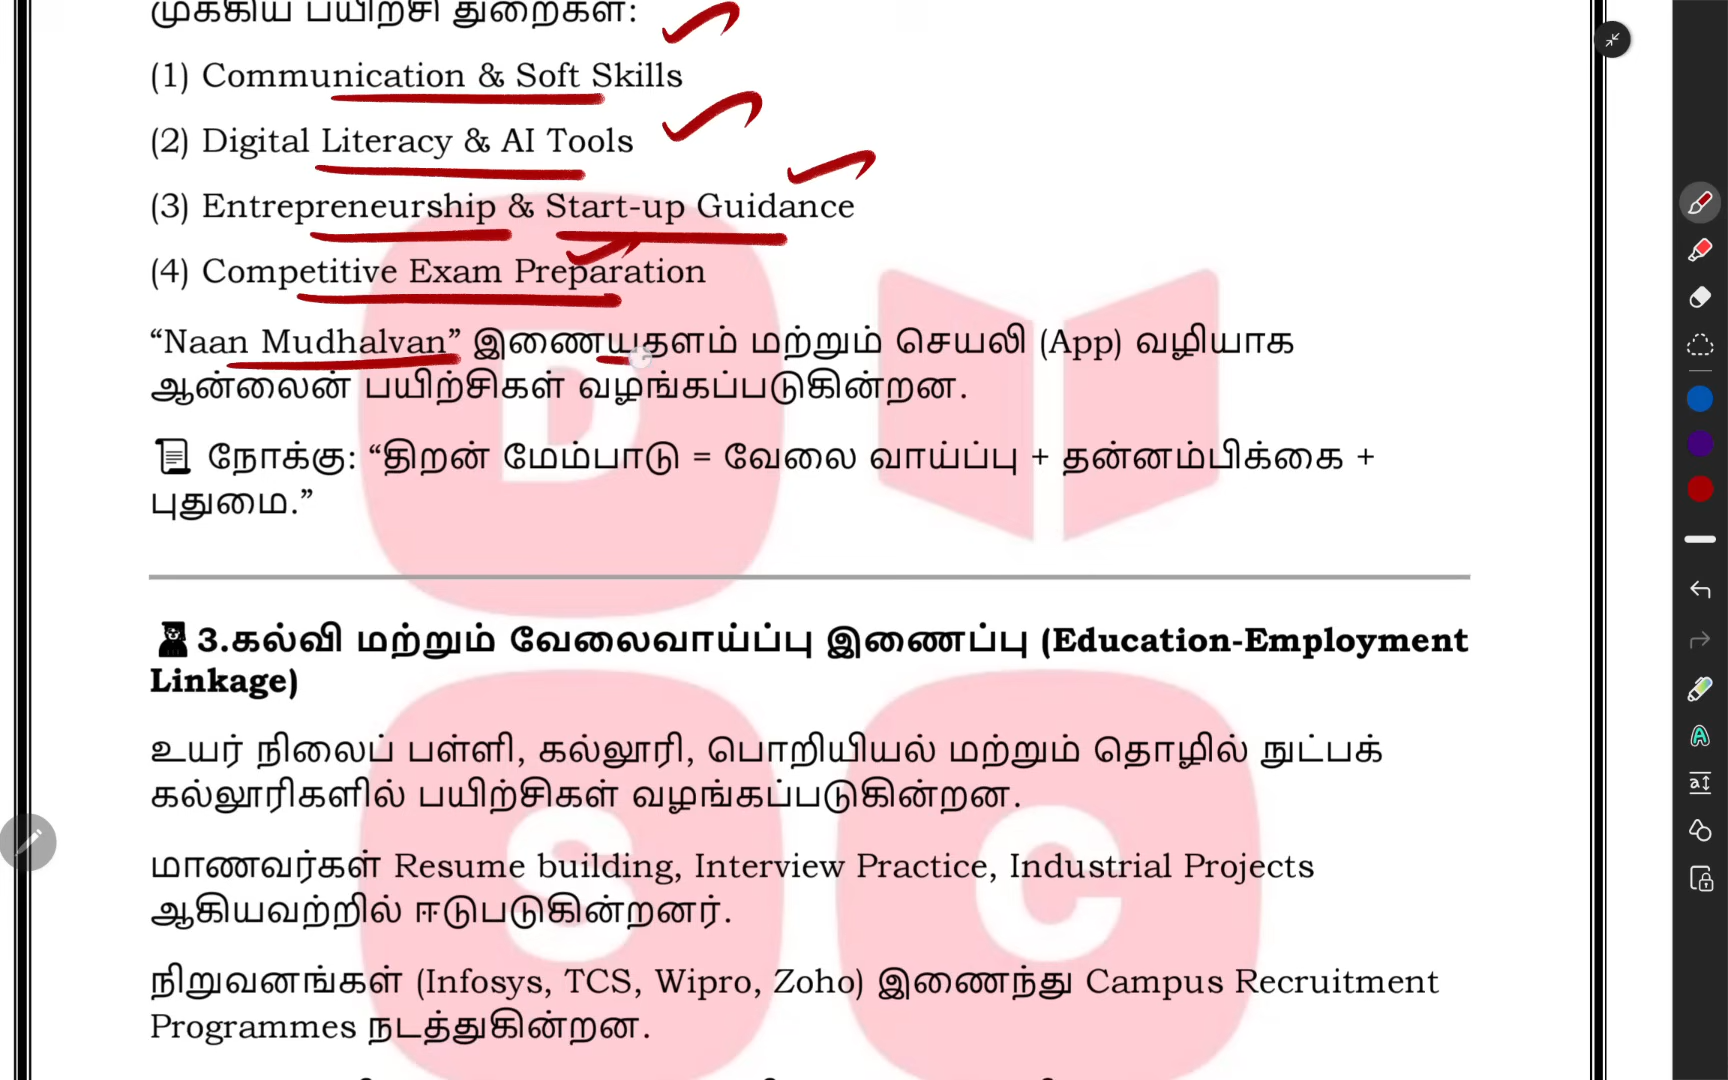 முக்கிய பயிற்சி துறைகள்:
(1) Communication & Soft Skills
(2) Digital Literacy & AI Tools
(3) Entrepreneurship & Start-up Guidance
(4) Competitive Exam Preparation
“Naan Mudhalvan” இணையதளம் மற்றும் செயலி (App) வழியாக
ஆன்லைன் பயிற்சிகள் வழங்கப்படுகின்றன.
நோக்கு: “திறன் மேம்பாடு = வேலை வாய்ப்பு + தன்னம்பிக்கை +
புதுமை.”
3.கல்வி மற்றும் வேலைவாய்ப்பு இணைப்பு (Education-Employment
Linkage)
உயர் நிலைப் பள்ளி, கல்லூரி, பொறியியல் மற்றும் தொழில் நுட்பக்
கல்லூரிகளில் பயிற்சிகள் வழங்கப்படுகின்றன.
மாணவர்கள் Resume building, Interview Practice, Industrial Projects
ஆகியவற்றில் ஈடுபடுகின்றனர்.
நிறுவனங்கள் (Infosys, TCS, Wipro, Zoho) இணைந்து Campus Recruitment
Programmes நடத்துகின்றன.
D
S C